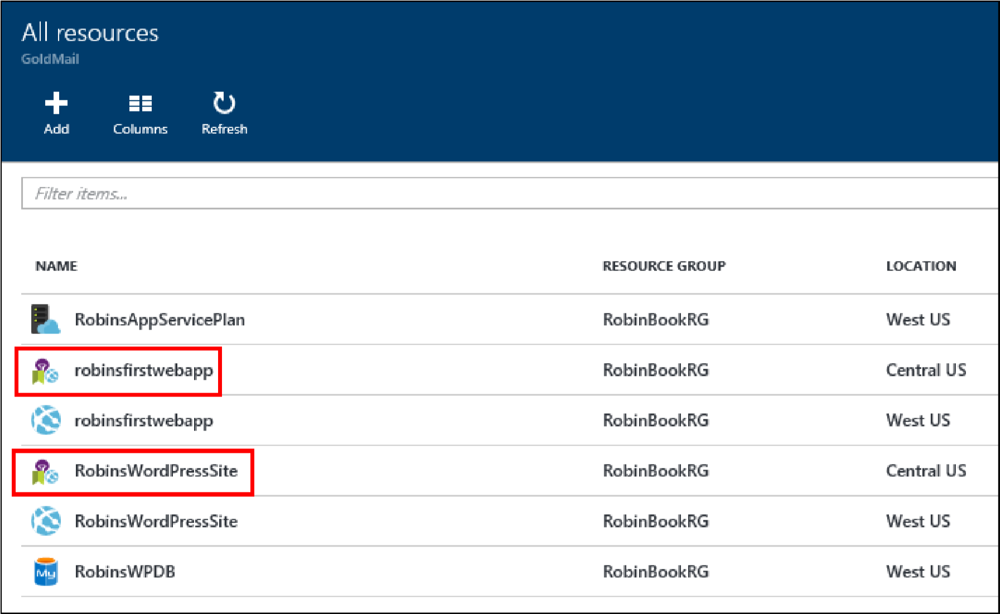 All resources
GoldMail
Add Columns Refresh
Filter items...
NAME RESOURCE GROUP LOCATION
RobinsAppServicePlan RobinBookRG West US
robinsfirstwebapp RobinBookRG Central US
robinsfirstwebapp RobinBookRG West US
RobinsWordPressSite RobinBookRG Central US
RobinsWordPressSite RobinBookRG West US
My RobinsWPDB RobinBookRG West US